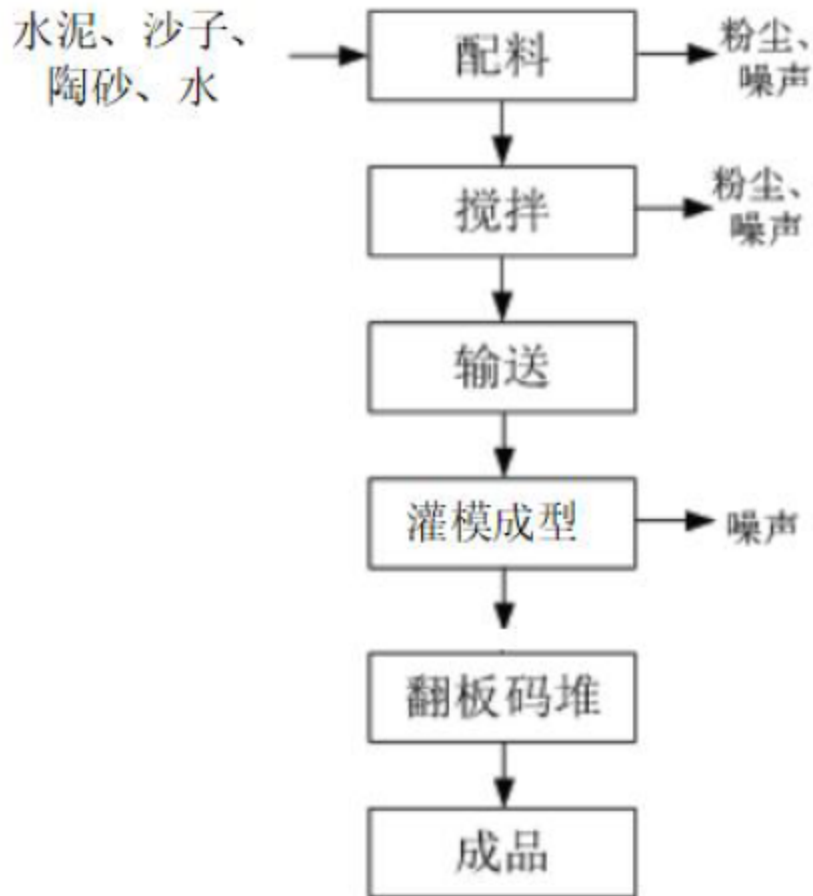 水泥、沙子、
陶砂、水
配料
粉尘、
噪声
搅拌
粉尘、
噪声
输送
灌模成型
噪声
翻板码堆
成品